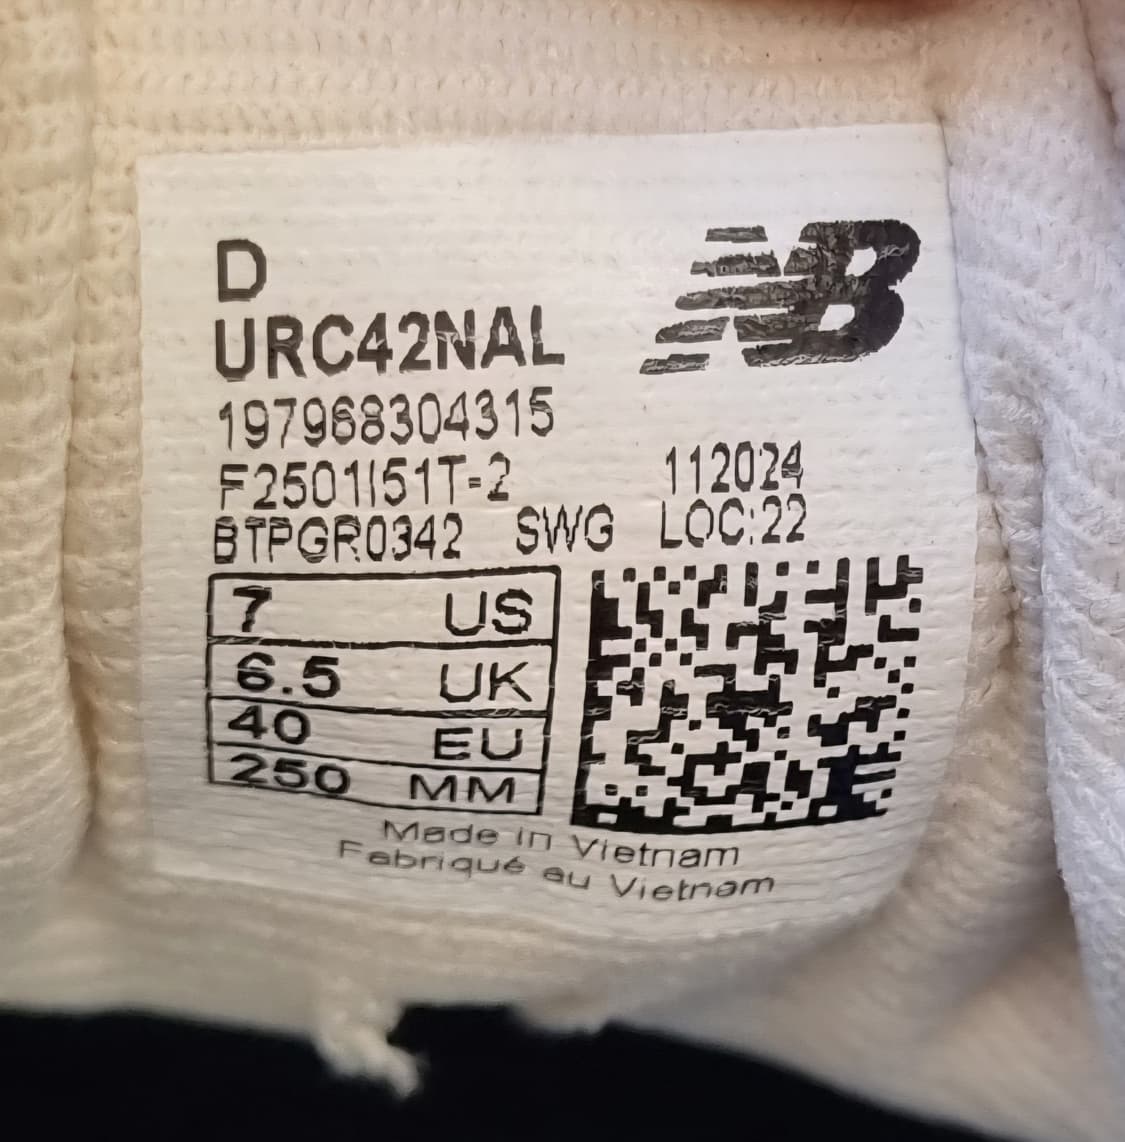 D
NB
URC42NAL
197968304315
F2501I51T-2 112024
BTPGR0342 SWG LOC:22
7 US
6.5 UK
40 EU
250 MM
Made in Vietnam
Fabriqué au Vietnam